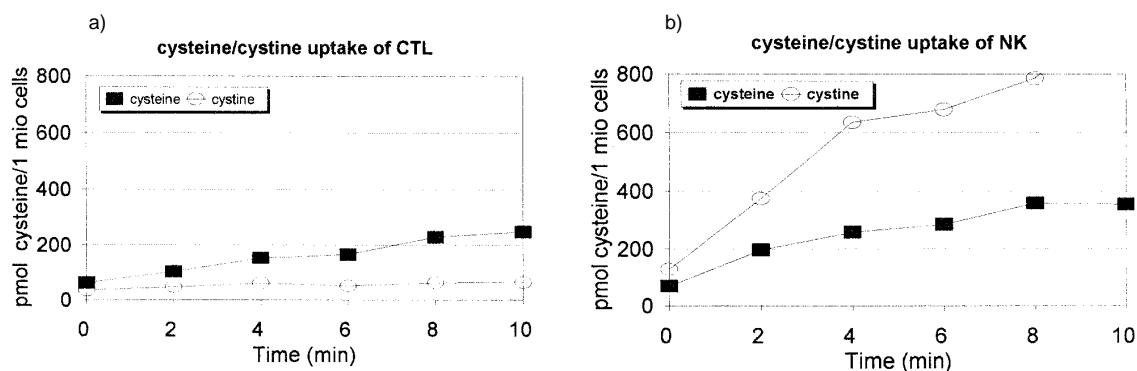 a)
cysteine/cystine uptake of CTL
pmol cysteine/1 mio cells
800
600
400
200
0
cysteine cystine
0 2 4 6 8 10
Time (min)
b)
cysteine/cystine uptake of NK
pmol cysteine/1 mio cells
800
600
400
200
0
cysteine cystine
0 2 4 6 8 10
Time (min)